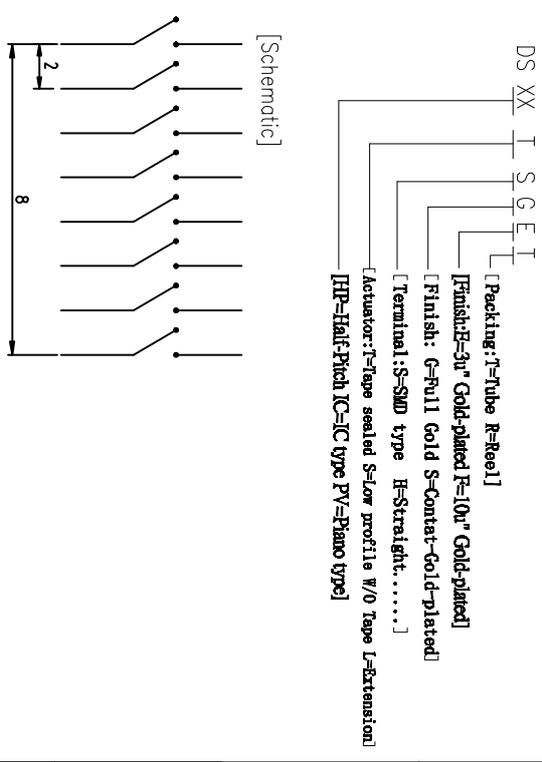 DS XX T S G E T
[Packing:T=Tube R=Reel]
[Finish:E=3u" Gold-plated F=10u" Gold-plated]
[Finish: G=Full Gold S=Contat-Gold-plated]
[Terminal:S=SMD type H=Straight......]
[Actuator:T=Tape sealed S=Low profile W/O Tape L=Extension]
[HP=Half-Pitch IC=IC type PV=Piano type]
[Schematic]
2
8